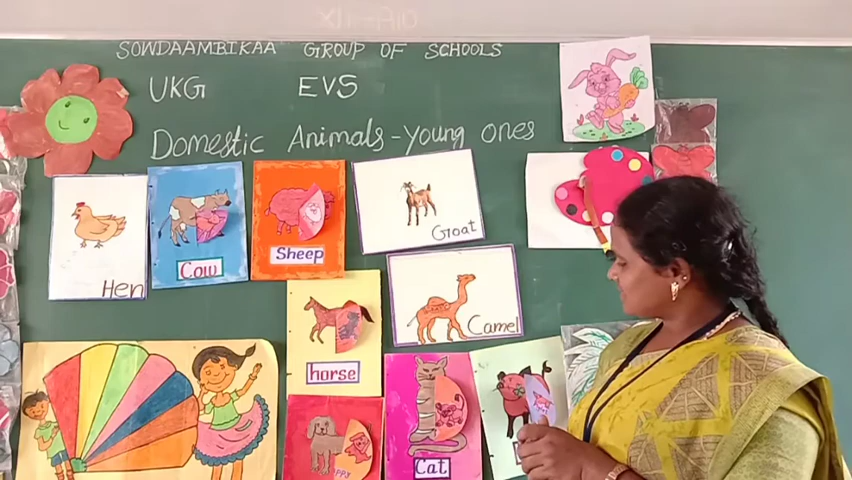 SOWDAAMBIKAA GROUP OF SCHOOLS
UKG EVS
Domestic Animals - young ones
Hen
Cow
Sheep
Goat
horse
Camel
Cat